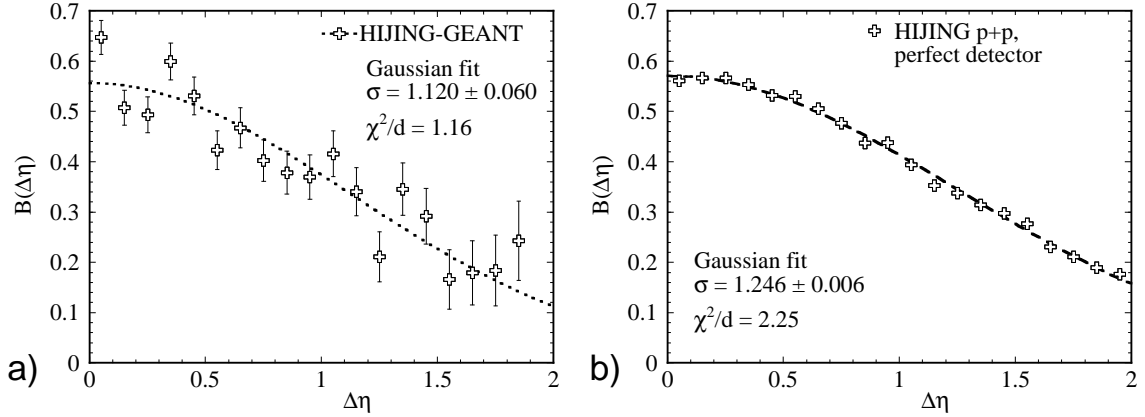 HIJING-GEANT
Gaussian fit
σ = 1.120 ± 0.060
χ²/d = 1.16
B(Δη)
0.7
0.6
0.5
0.4
0.3
0.2
0.1
0
0 0.5 1 1.5 2
Δη
a)
HIJING p+p,
perfect detector
Gaussian fit
σ = 1.246 ± 0.006
χ²/d = 2.25
B(Δη)
0.7
0.6
0.5
0.4
0.3
0.2
0.1
0
0 0.5 1 1.5 2
Δη
b)